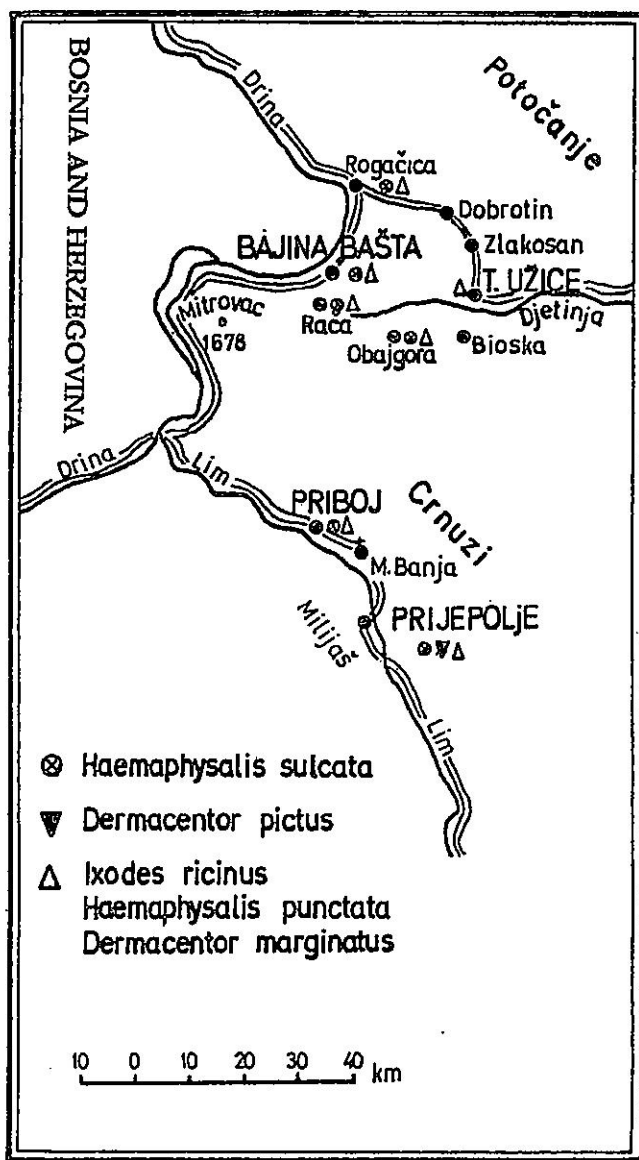 BOSNIA AND HERZEGOVINA
Drina
Potočanje
Rogačica
Dobrotin
Zlakosan
BAJINA BAŠTA
T. UŽICE
Mitrovac
1678
Rača
Djetinja
Obajgora
Bioska
Drina
Lim
PRIBOJ
Crnuzi
M. Banja
Milijaš
PRIJEPOLjE
Lim
Haemaphysalis sulcata
Dermacentor pictus
Ixodes ricinus
Haemaphysalis punctata
Dermacentor marginatus
10 0 10 20 30 40 km